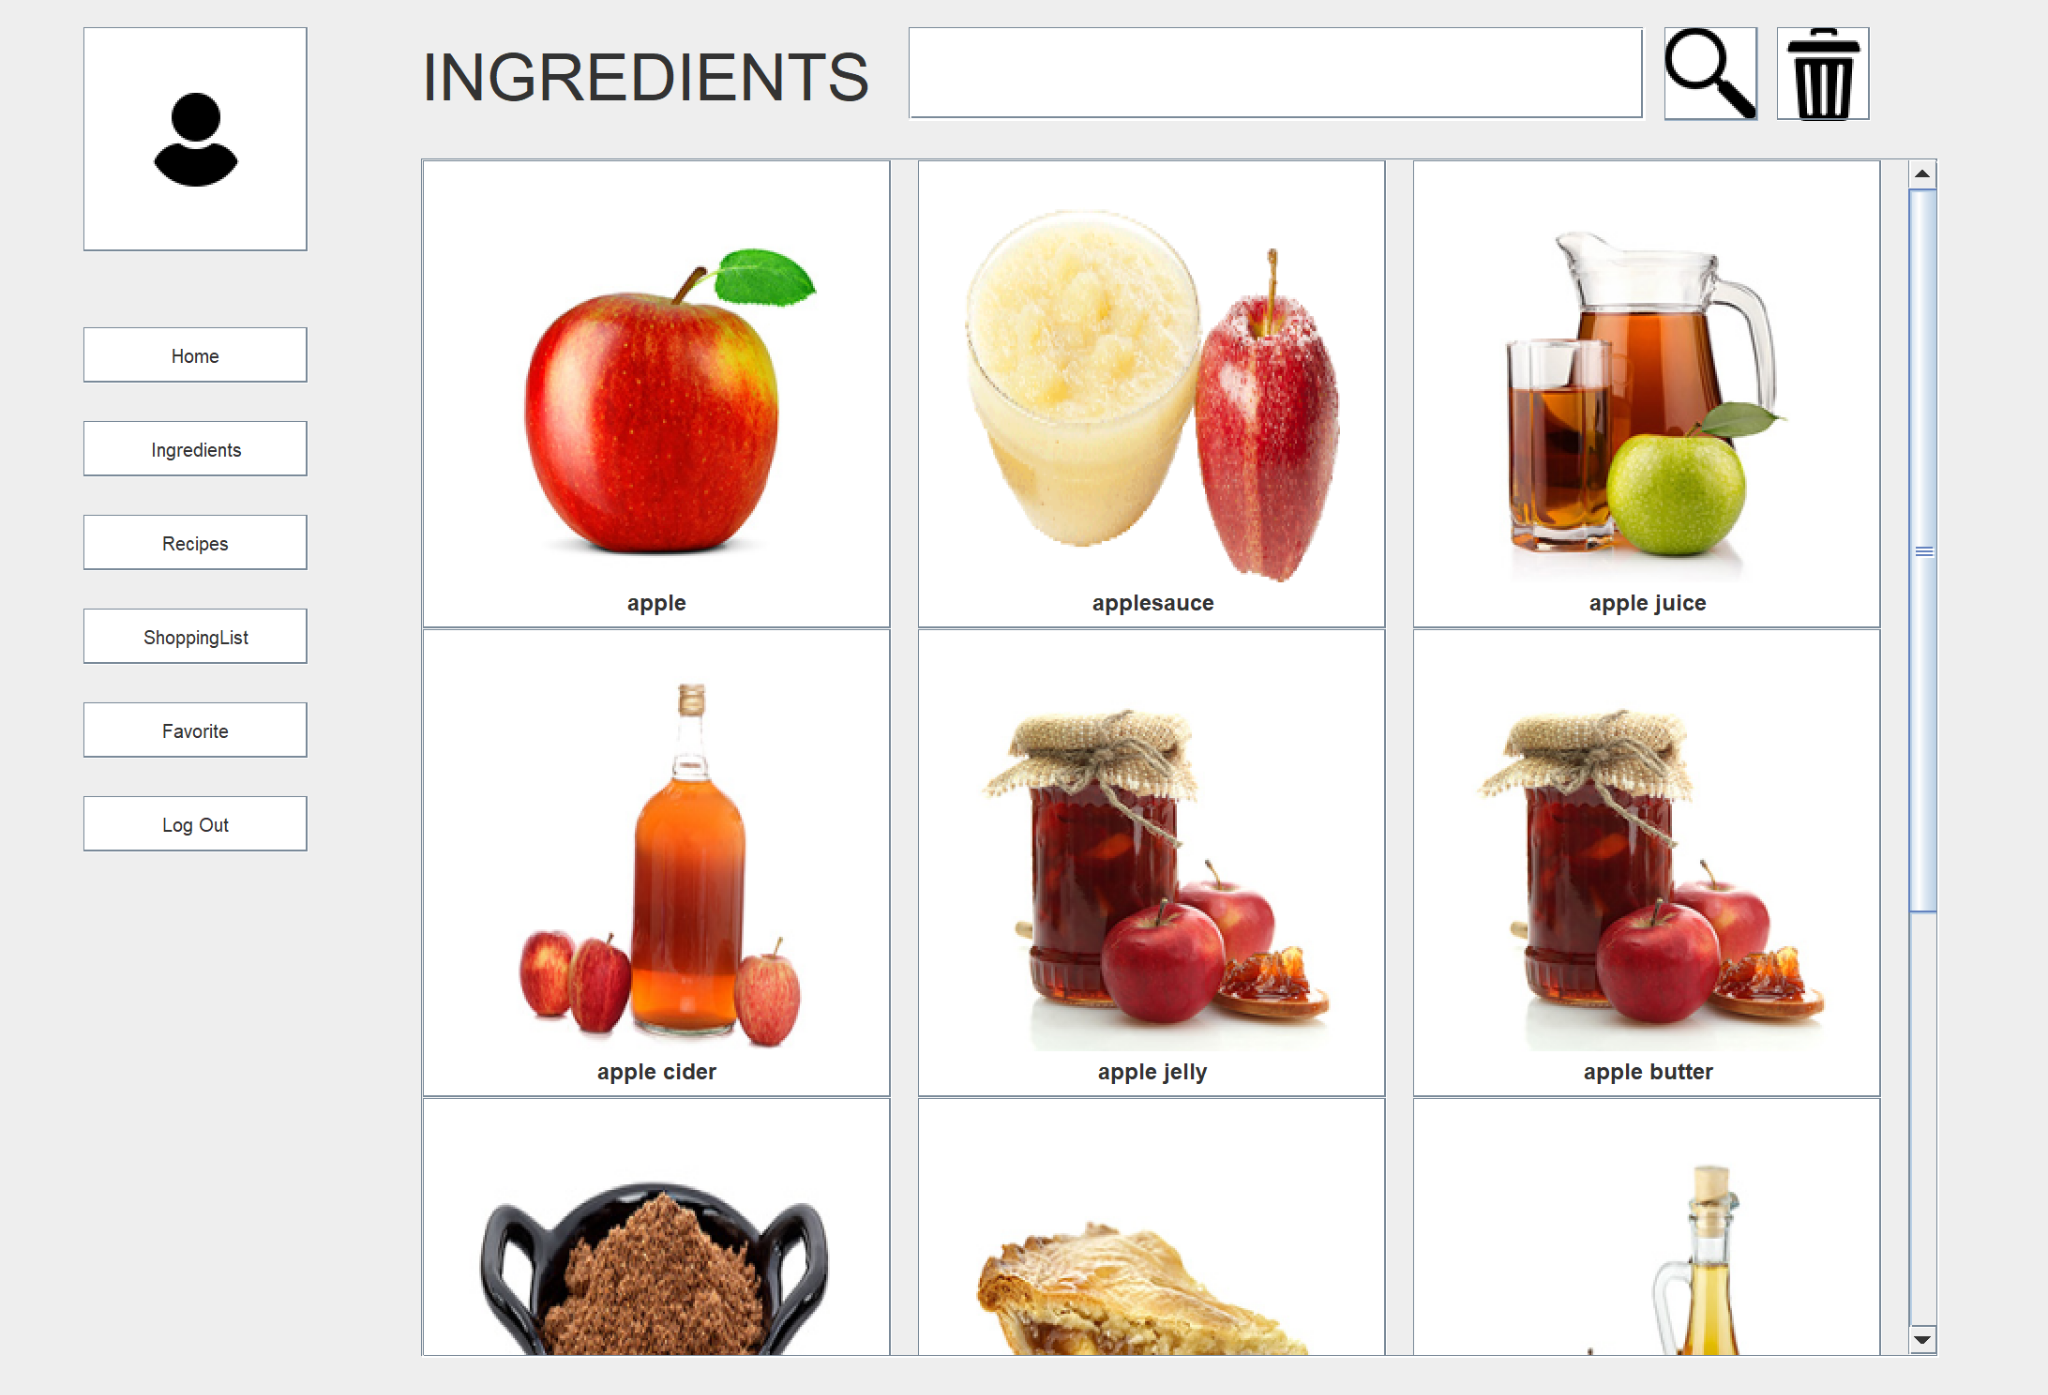 INGREDIENTS
Home
Ingredients
Recipes
ShoppingList
Favorite
Log Out
apple
applesauce
apple juice
apple cider
apple jelly
apple butter